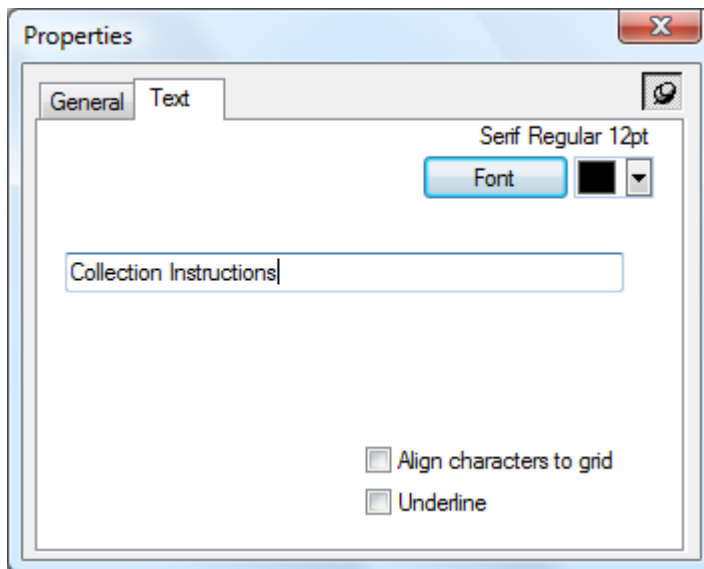 Properties
General Text
Serif Regular 12pt
Font
Collection Instructions
Align characters to grid
Underline